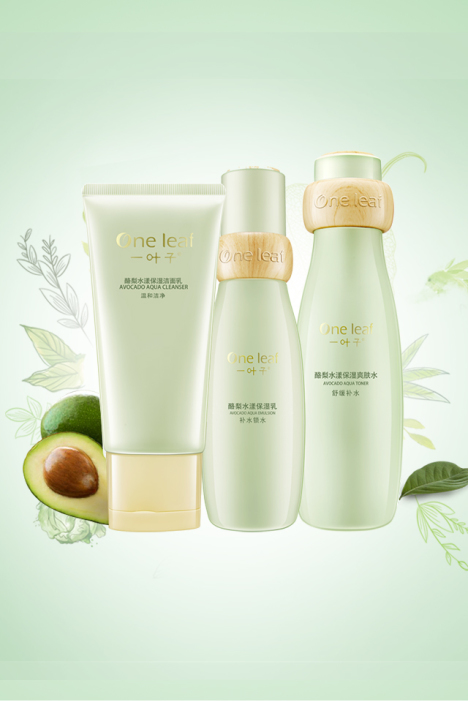 One leaf
一叶子
酪梨水漾保湿洁面乳
AVOCADO AQUA CLEANSER
温和洁净
One leaf
One leaf
一叶子
酪梨水漾保湿乳
AVOCADO AQUA EMULSION
补水锁水
One leaf
One leaf
一叶子
酪梨水漾保湿爽肤水
AVOCADO AQUA TONER
舒缓补水